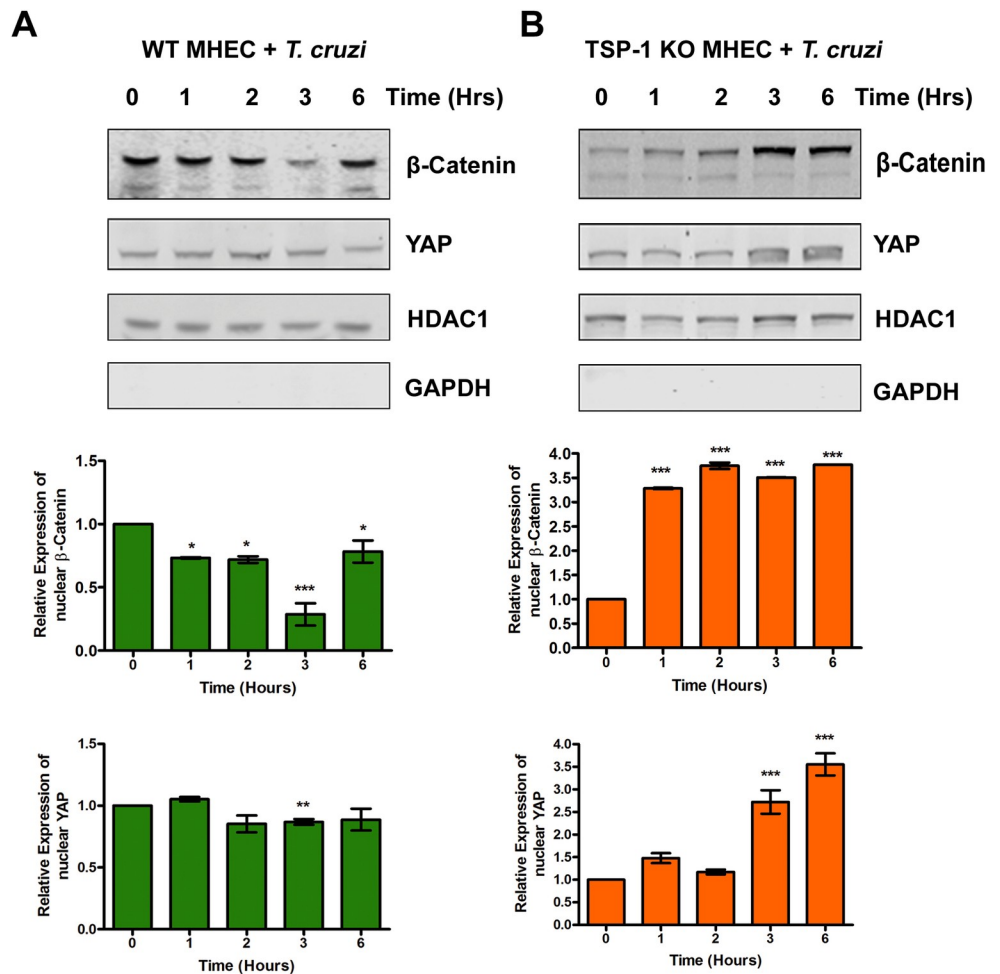 A
WT MHEC + T. cruzi
0 1 2 3 6 Time (Hrs)
β-Catenin
YAP
HDAC1
GAPDH
Relative Expression of
nuclear β-Catenin
1.5
1.0
0.5
0.0
* * *** *
0 1 2 3 6
Time (Hours)
Relative Expression of
nuclear YAP
1.5
1.0
0.5
0.0
**
0 1 2 3 6
Time (Hours)
B
TSP-1 KO MHEC + T. cruzi
0 1 2 3 6 Time (Hrs)
β-Catenin
YAP
HDAC1
GAPDH
Relative Expression of
nuclear β-Catenin
4.0
3.5
3.0
2.5
2.0
1.5
1.0
0.5
0.0
*** *** *** ***
0 1 2 3 6
Time (Hours)
Relative Expression of
nuclear YAP
4.0
3.5
3.0
2.5
2.0
1.5
1.0
0.5
0.0
*** ***
0 1 2 3 6
Time (Hours)